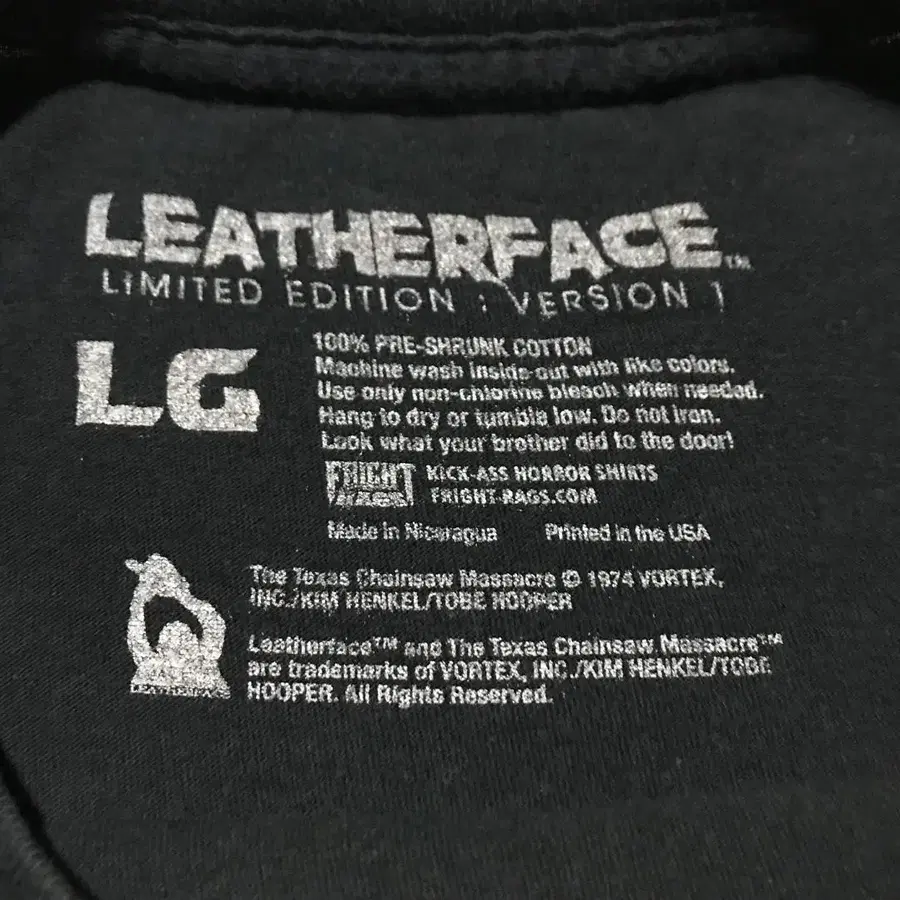 LEATHERFACE™
LIMITED EDITION : VERSION 1
LG
100% PRE-SHRUNK COTTON
Machine wash inside out with like colors.
Use only non-chlorine bleach when needed.
Hang to dry or tumble low. Do not iron.
Look what your brother did to the door!
FRIGHT RAGS
KICK-ASS HORROR SHIRTS
FRIGHT-RAGS.COM
Made in Nicaragua Printed in the USA
The Texas Chainsaw Massacre © 1974 VORTEX,
INC./KIM HENKEL/TOBE HOOPER
LEATHERFACE
Leatherface™ and The Texas Chainsaw Massacre™
are trademarks of VORTEX, INC./KIM HENKEL/TOBE
HOOPER. All Rights Reserved.